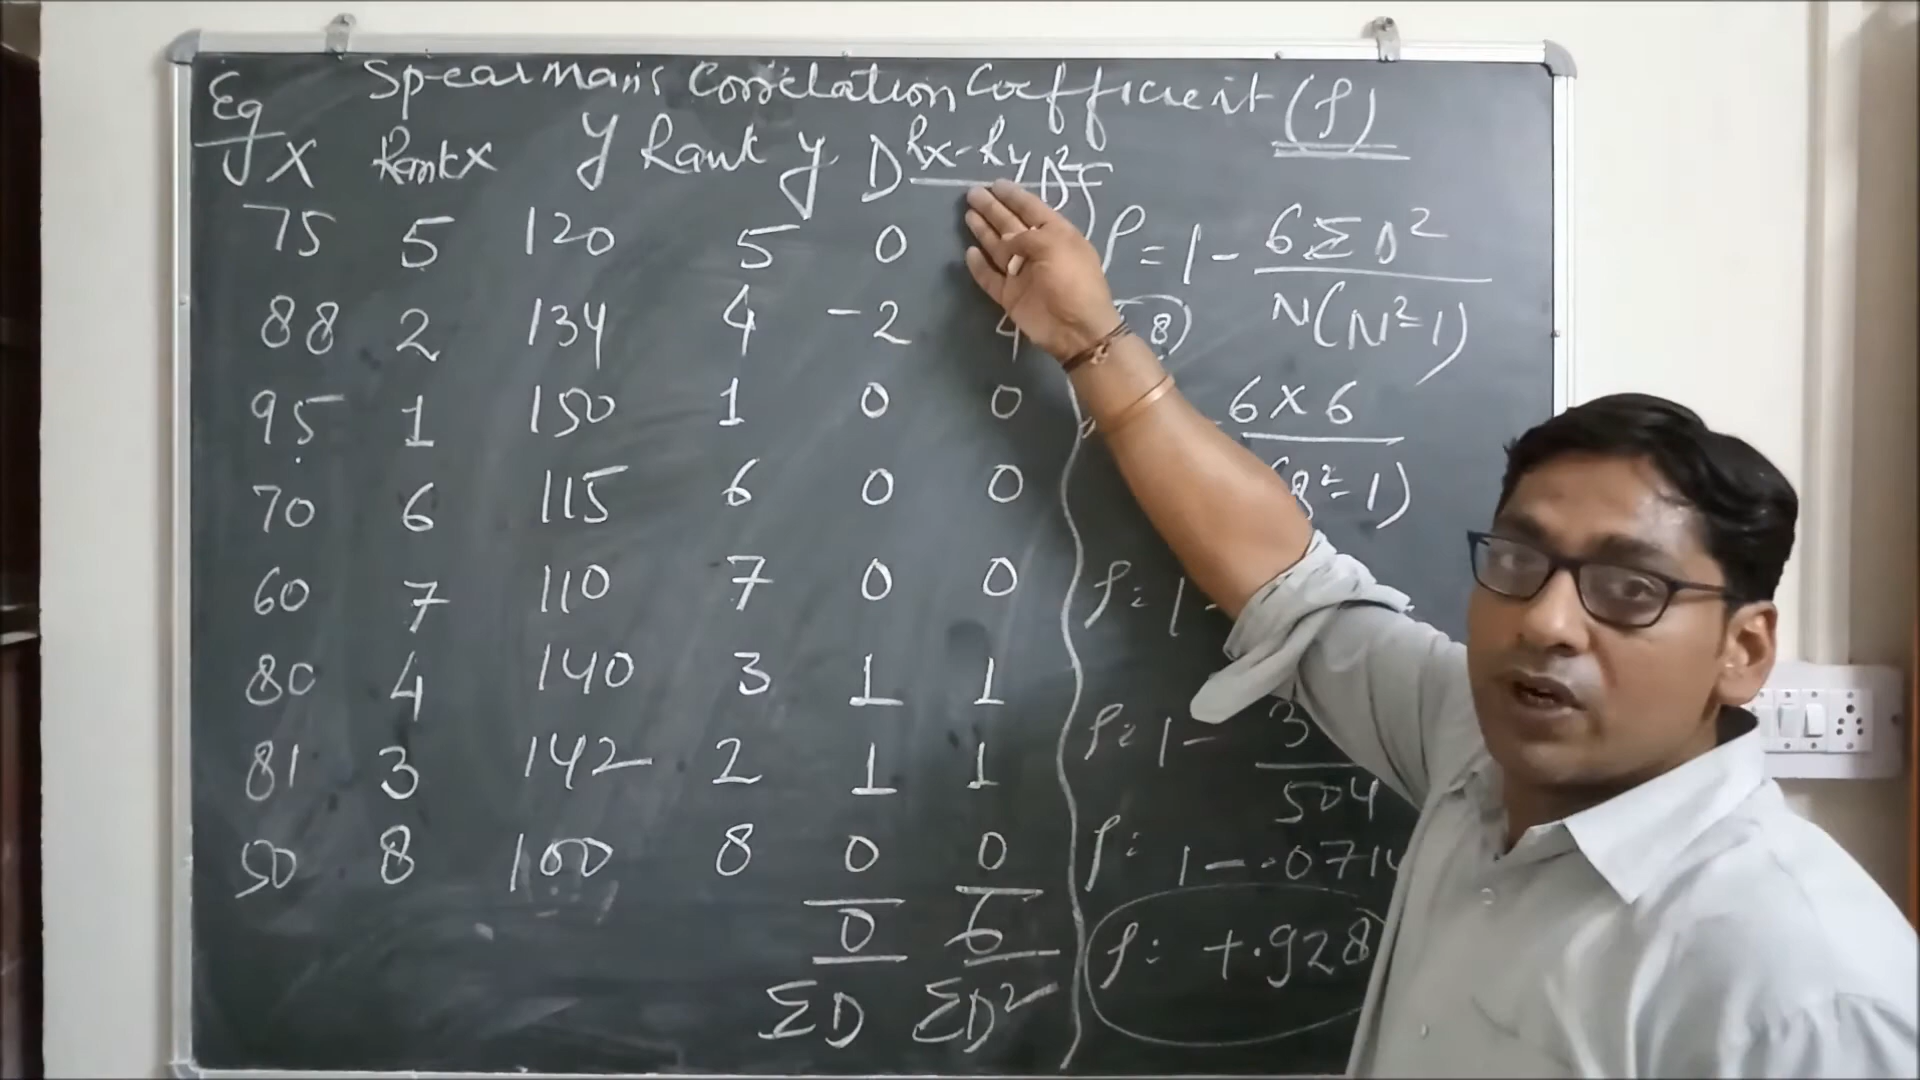 Eg Spearman's Correlation Coefficient (ρ)
X Rank x y Rank y D Rx-Ry D²
75 5 120 5 0
88 2 134 4 -2 4
95 1 150 1 0 0
70 6 115 6 0 0
60 7 110 7 0 0
80 4 140 3 1 1
81 3 142 2 1 1
50 8 100 8 0 0
0 6
ΣD ΣD²
ρ = 1 - 6ΣD²
N(N²-1)
8)
6 x 6
8²-1)
ρ = 1 -
ρ = 1 - 3
504
ρ = 1 - .0714
ρ = +.928